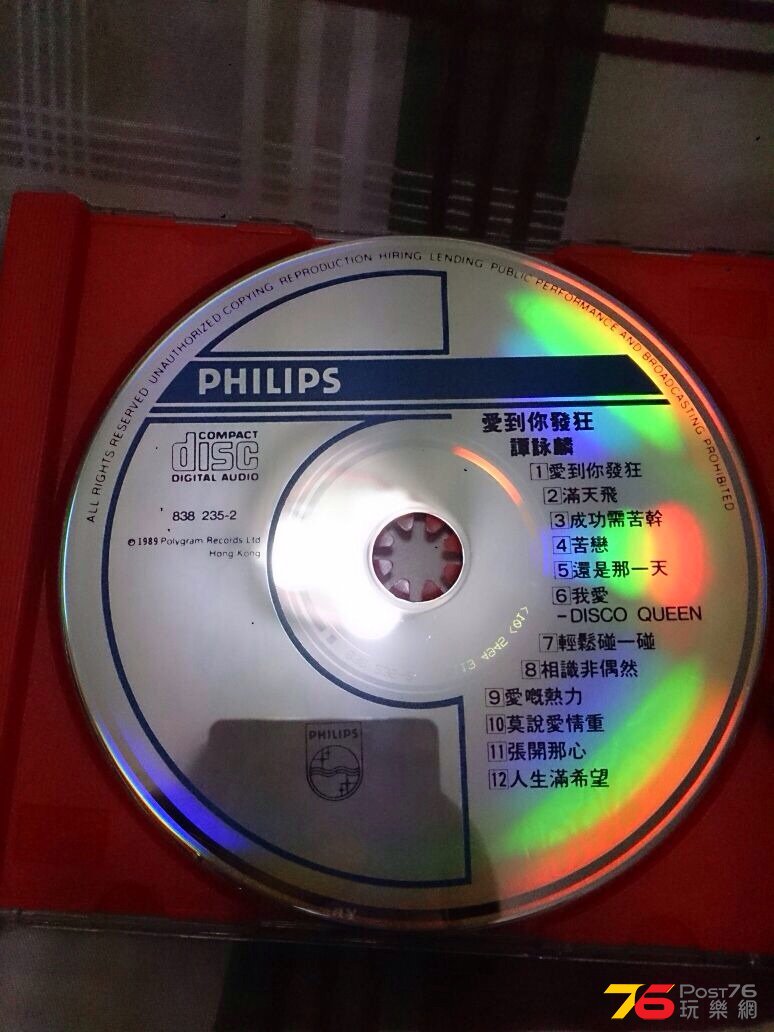 ALL RIGHTS RESERVED UNAUTHORIZED COPYING REPRODUCTION HIRING LENDING PUBLIC PERFORMANCE AND BROADCASTING PROHIBITED
PHILIPS
愛到你發狂
譚詠麟
COMPACT
disc
DIGITAL AUDIO
838 235-2
℗ 1989 Polygram Records Ltd
Hong Kong
1 愛到你發狂
2 滿天飛
3 成功需苦幹
4 苦戀
5 還是那一天
6 我愛
-DISCO QUEEN
7 輕鬆碰一碰
8 相識非偶然
9 愛嘅熱力
10 莫說愛情重
11 張開那心
12 人生滿希望
PHILIPS
76 POST76
玩樂網